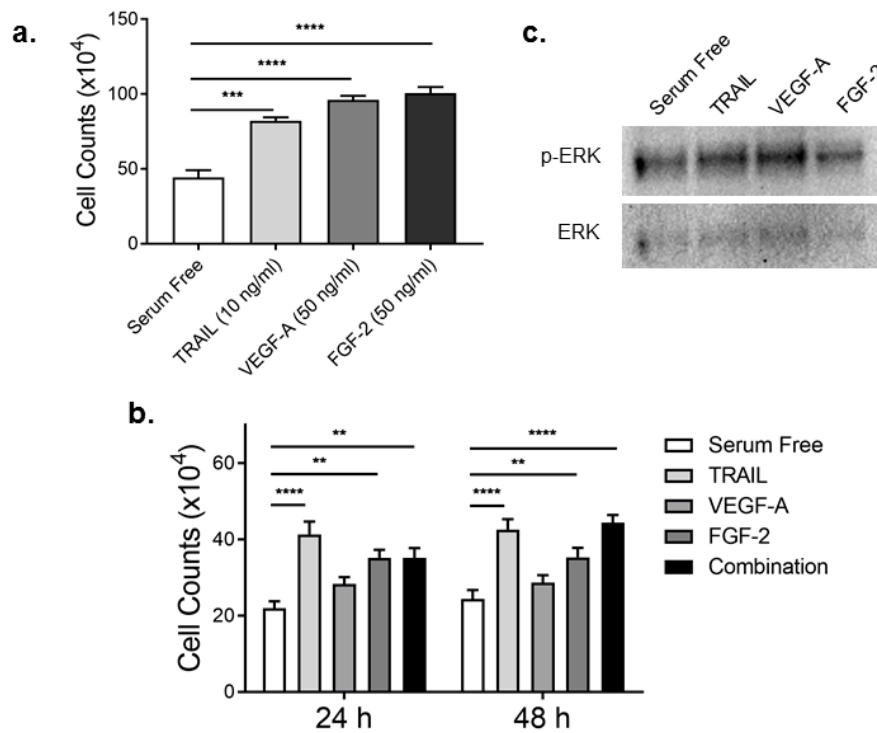 a.
Cell Counts (x10⁴)
150
100
50
0
****
****
***
Serum Free
TRAIL (10 ng/ml)
VEGF-A (50 ng/ml)
FGF-2 (50 ng/ml)
c.
Serum Free
TRAIL
VEGF-A
FGF-2
p-ERK
ERK
b.
Cell Counts (x10⁴)
60
40
20
0
**
**
****
****
**
****
24 h
48 h
Serum Free
TRAIL
VEGF-A
FGF-2
Combination